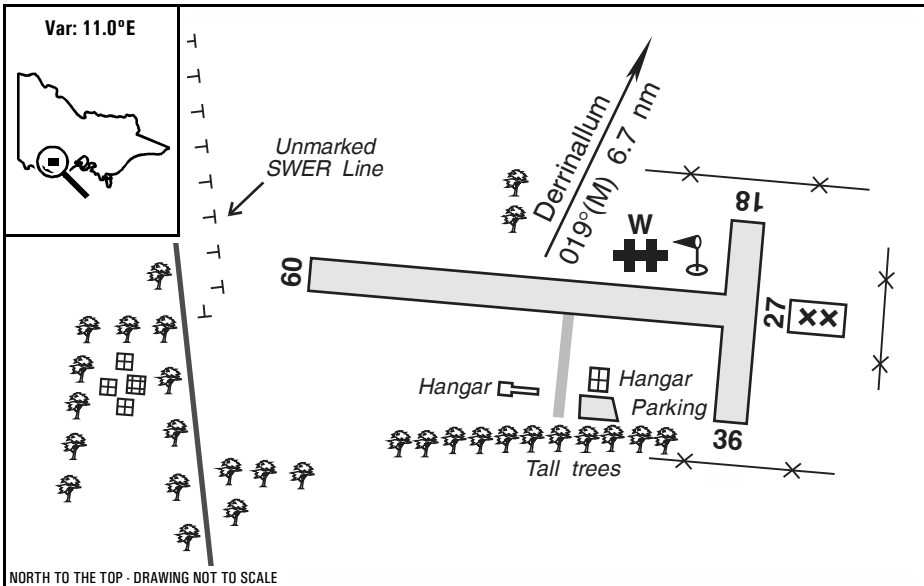 Var: 11.0°E
Unmarked
SWER Line
Derrinallum
019°(M) 6.7 nm
W
18
09
27
Hangar
Hangar
Parking
36
Tall trees
NORTH TO THE TOP - DRAWING NOT TO SCALE